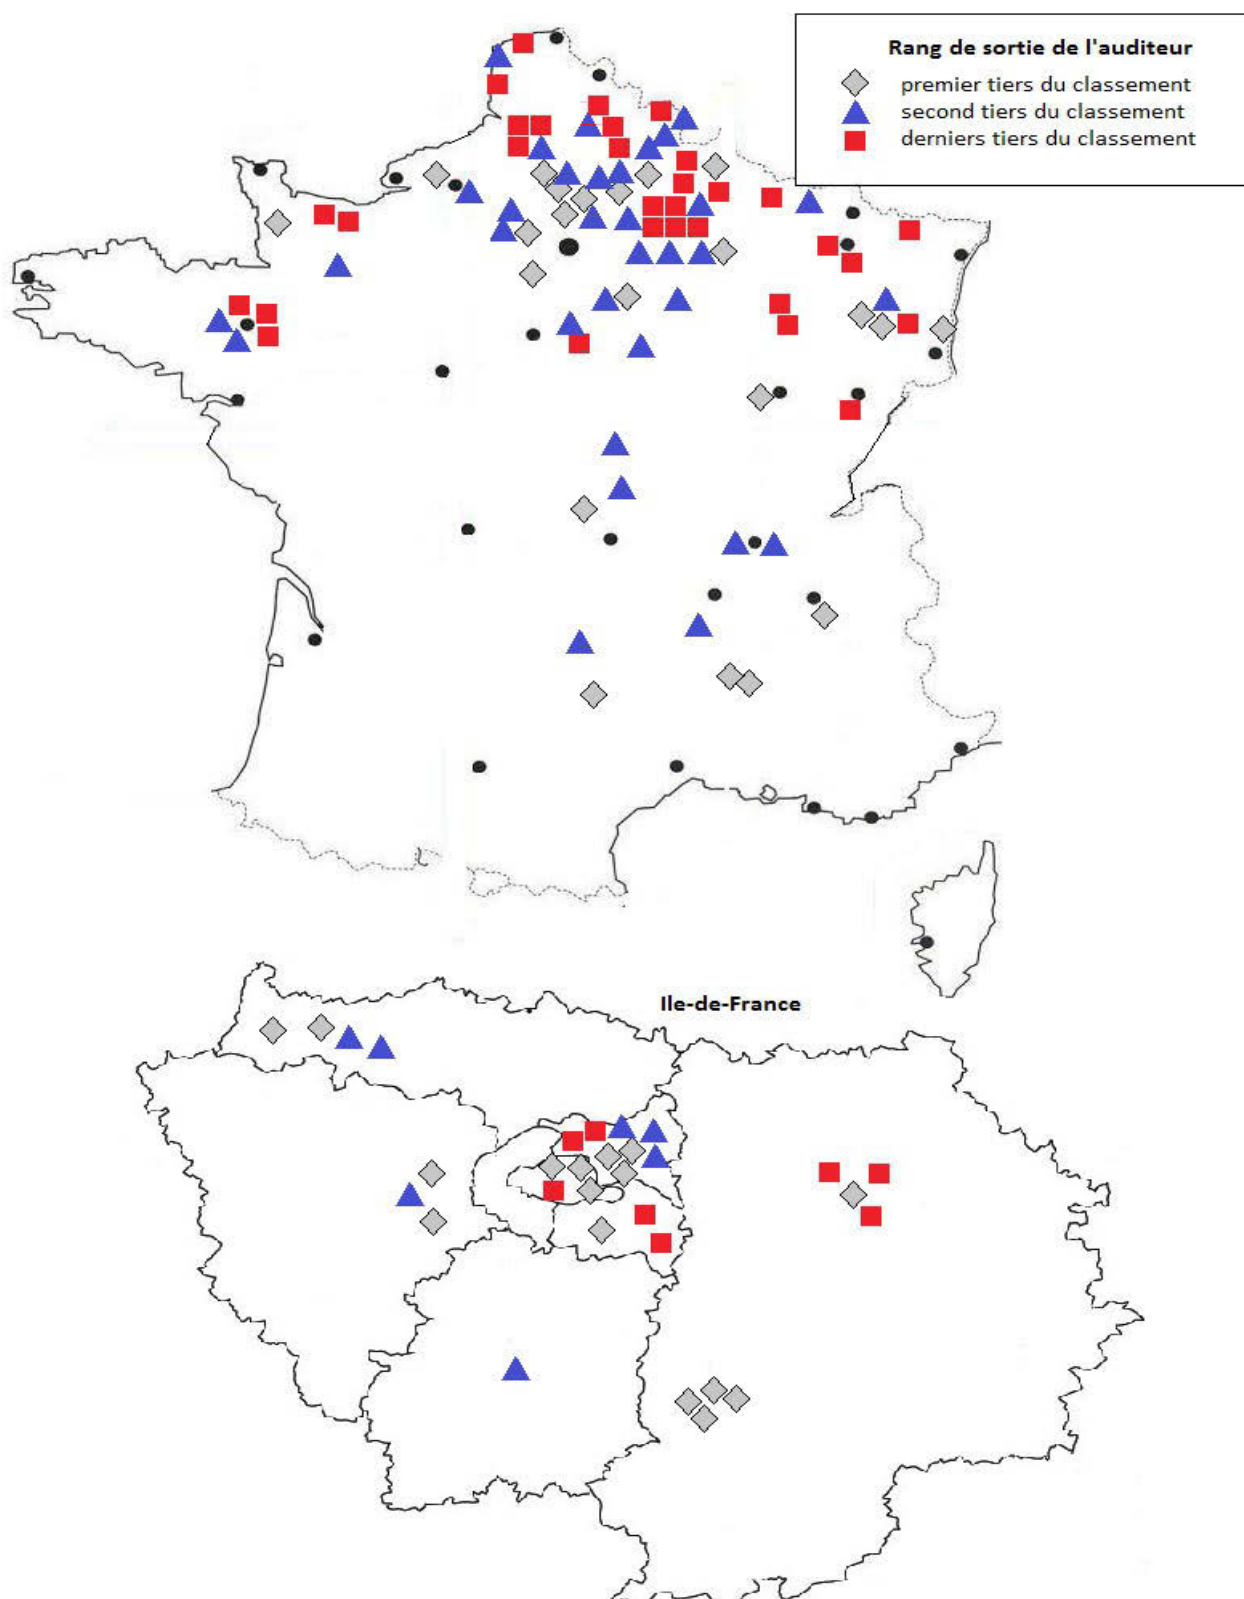 Rang de sortie de l'auditeur
premier tiers du classement
second tiers du classement
derniers tiers du classement
Ile-de-France